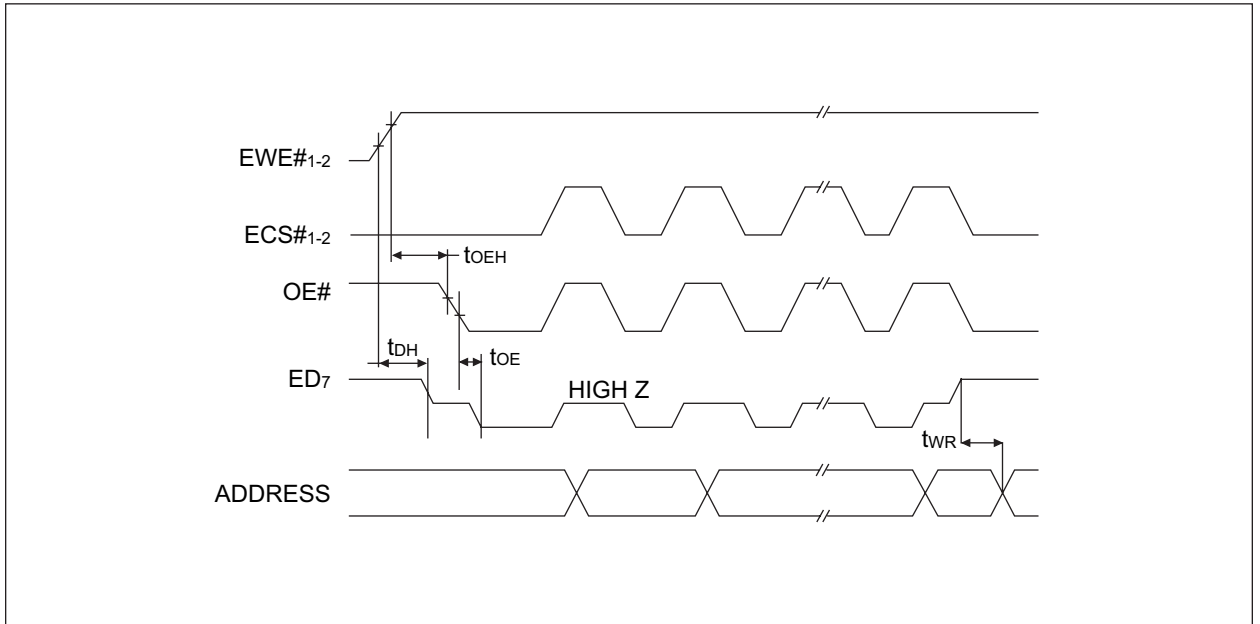 EWE#1-2
ECS#1-2
tOEH
OE#
tDH
tOE
ED7
HIGH Z
tWR
ADDRESS